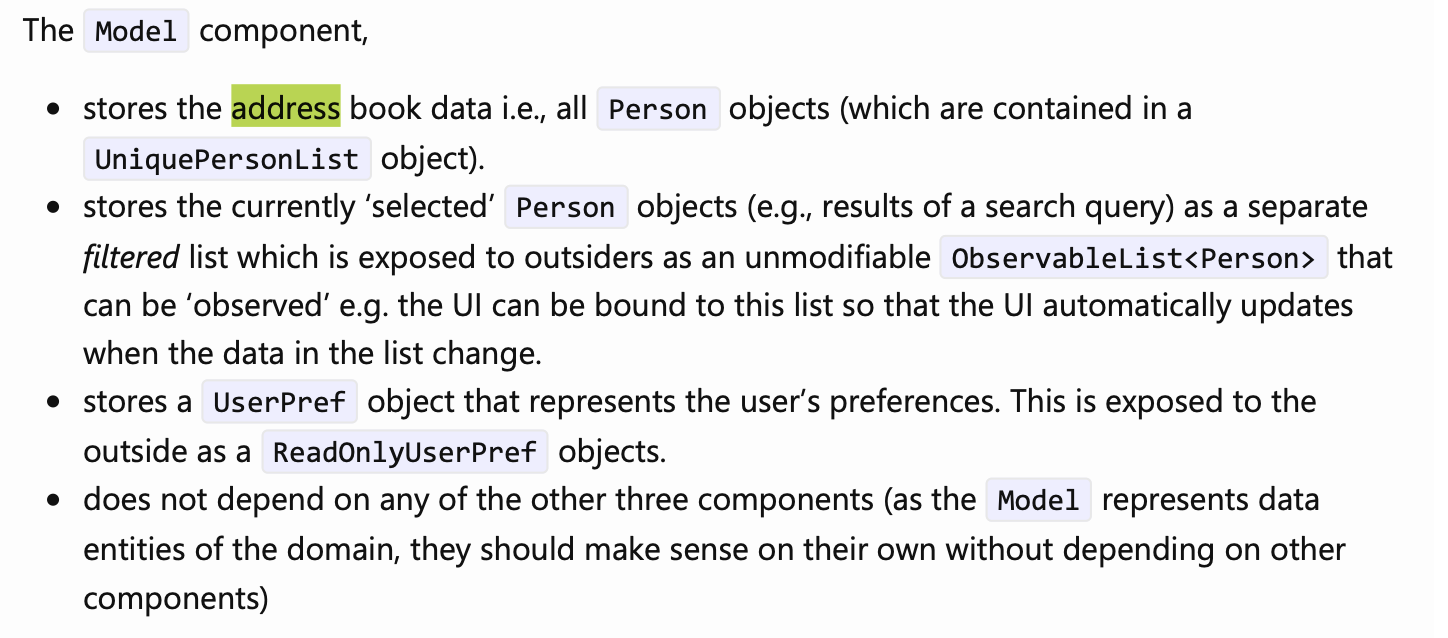 The Model component,
• stores the address book data i.e., all Person objects (which are contained in a
UniquePersonList object).
• stores the currently ‘selected’ Person objects (e.g., results of a search query) as a separate
filtered list which is exposed to outsiders as an unmodifiable ObservableList<Person> that
can be ‘observed’ e.g. the UI can be bound to this list so that the UI automatically updates
when the data in the list change.
• stores a UserPref object that represents the user’s preferences. This is exposed to the
outside as a ReadOnlyUserPref objects.
• does not depend on any of the other three components (as the Model represents data
entities of the domain, they should make sense on their own without depending on other
components)